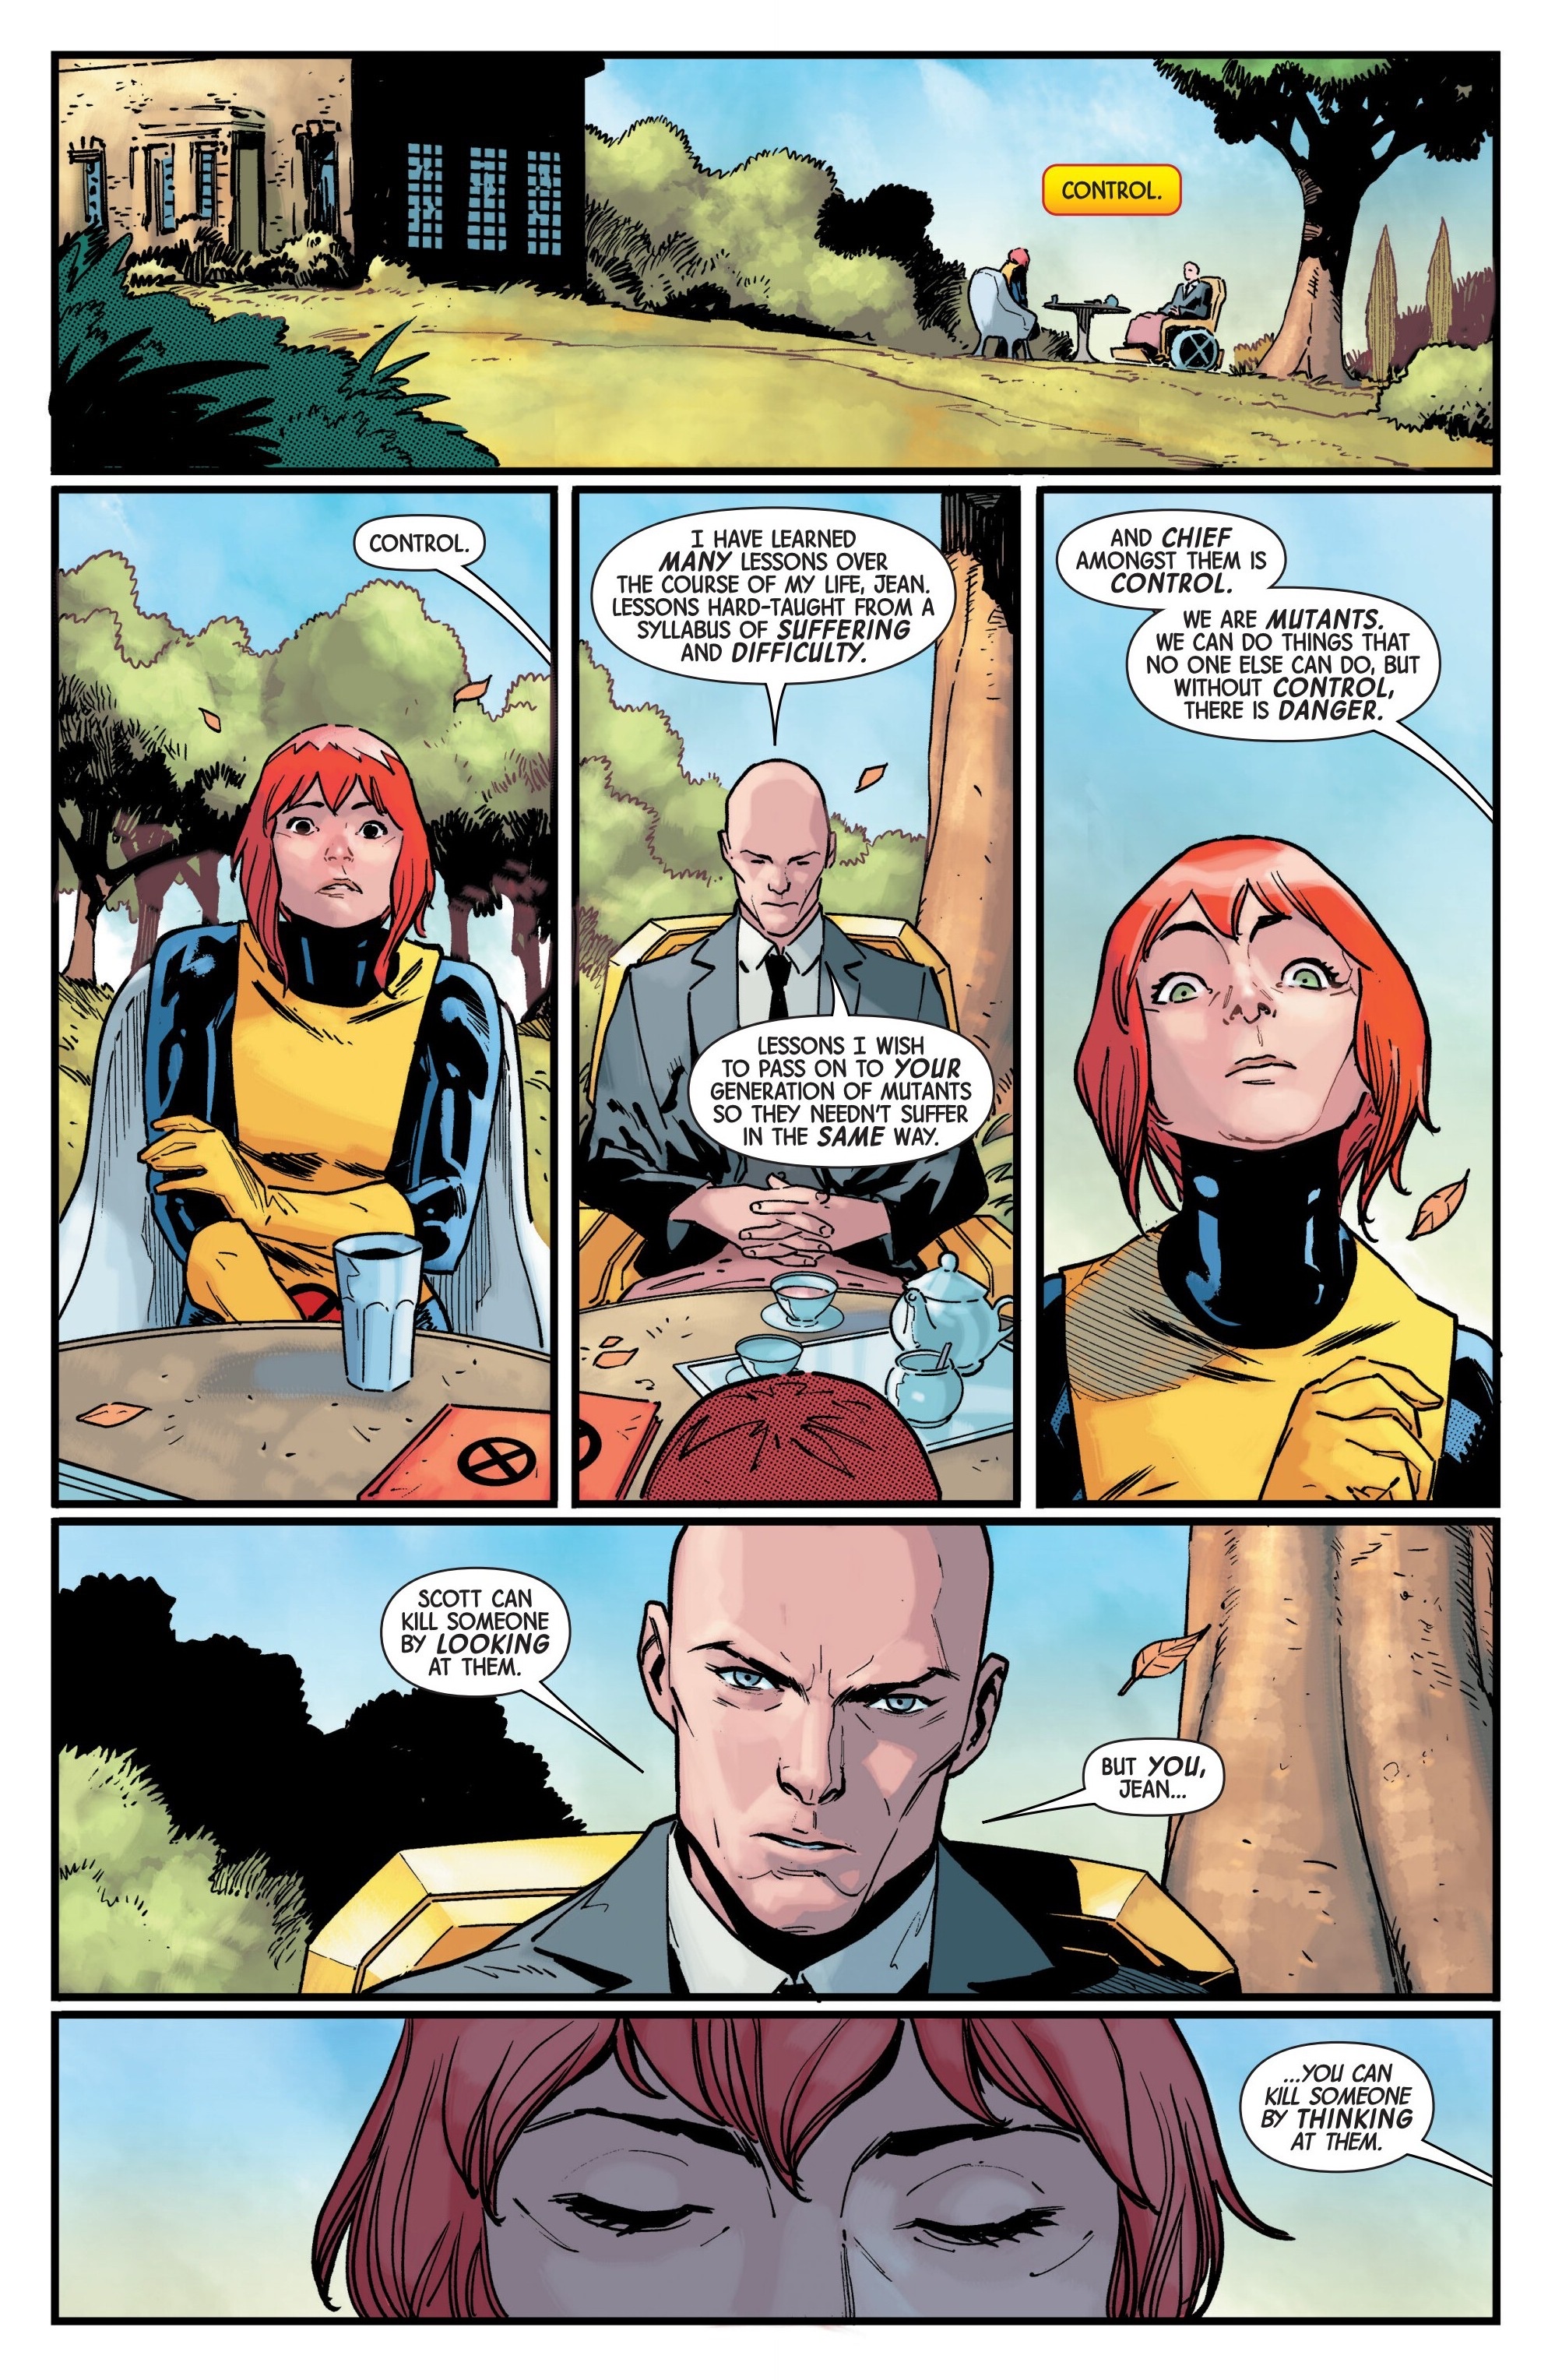 CONTROL.
CONTROL.
I HAVE LEARNED
MANY LESSONS OVER
THE COURSE OF MY LIFE, JEAN.
LESSONS HARD-TAUGHT FROM A
SYLLABUS OF SUFFERING
AND DIFFICULTY.
LESSONS I WISH
TO PASS ON TO YOUR
GENERATION OF MUTANTS
SO THEY NEEDN'T SUFFER
IN THE SAME WAY.
AND CHIEF
AMONGST THEM IS
CONTROL.
WE ARE MUTANTS.
WE CAN DO THINGS THAT
NO ONE ELSE CAN DO, BUT
WITHOUT CONTROL,
THERE IS DANGER.
SCOTT CAN
KILL SOMEONE
BY LOOKING
AT THEM.
BUT YOU,
JEAN...
...YOU CAN
KILL SOMEONE
BY THINKING
AT THEM.